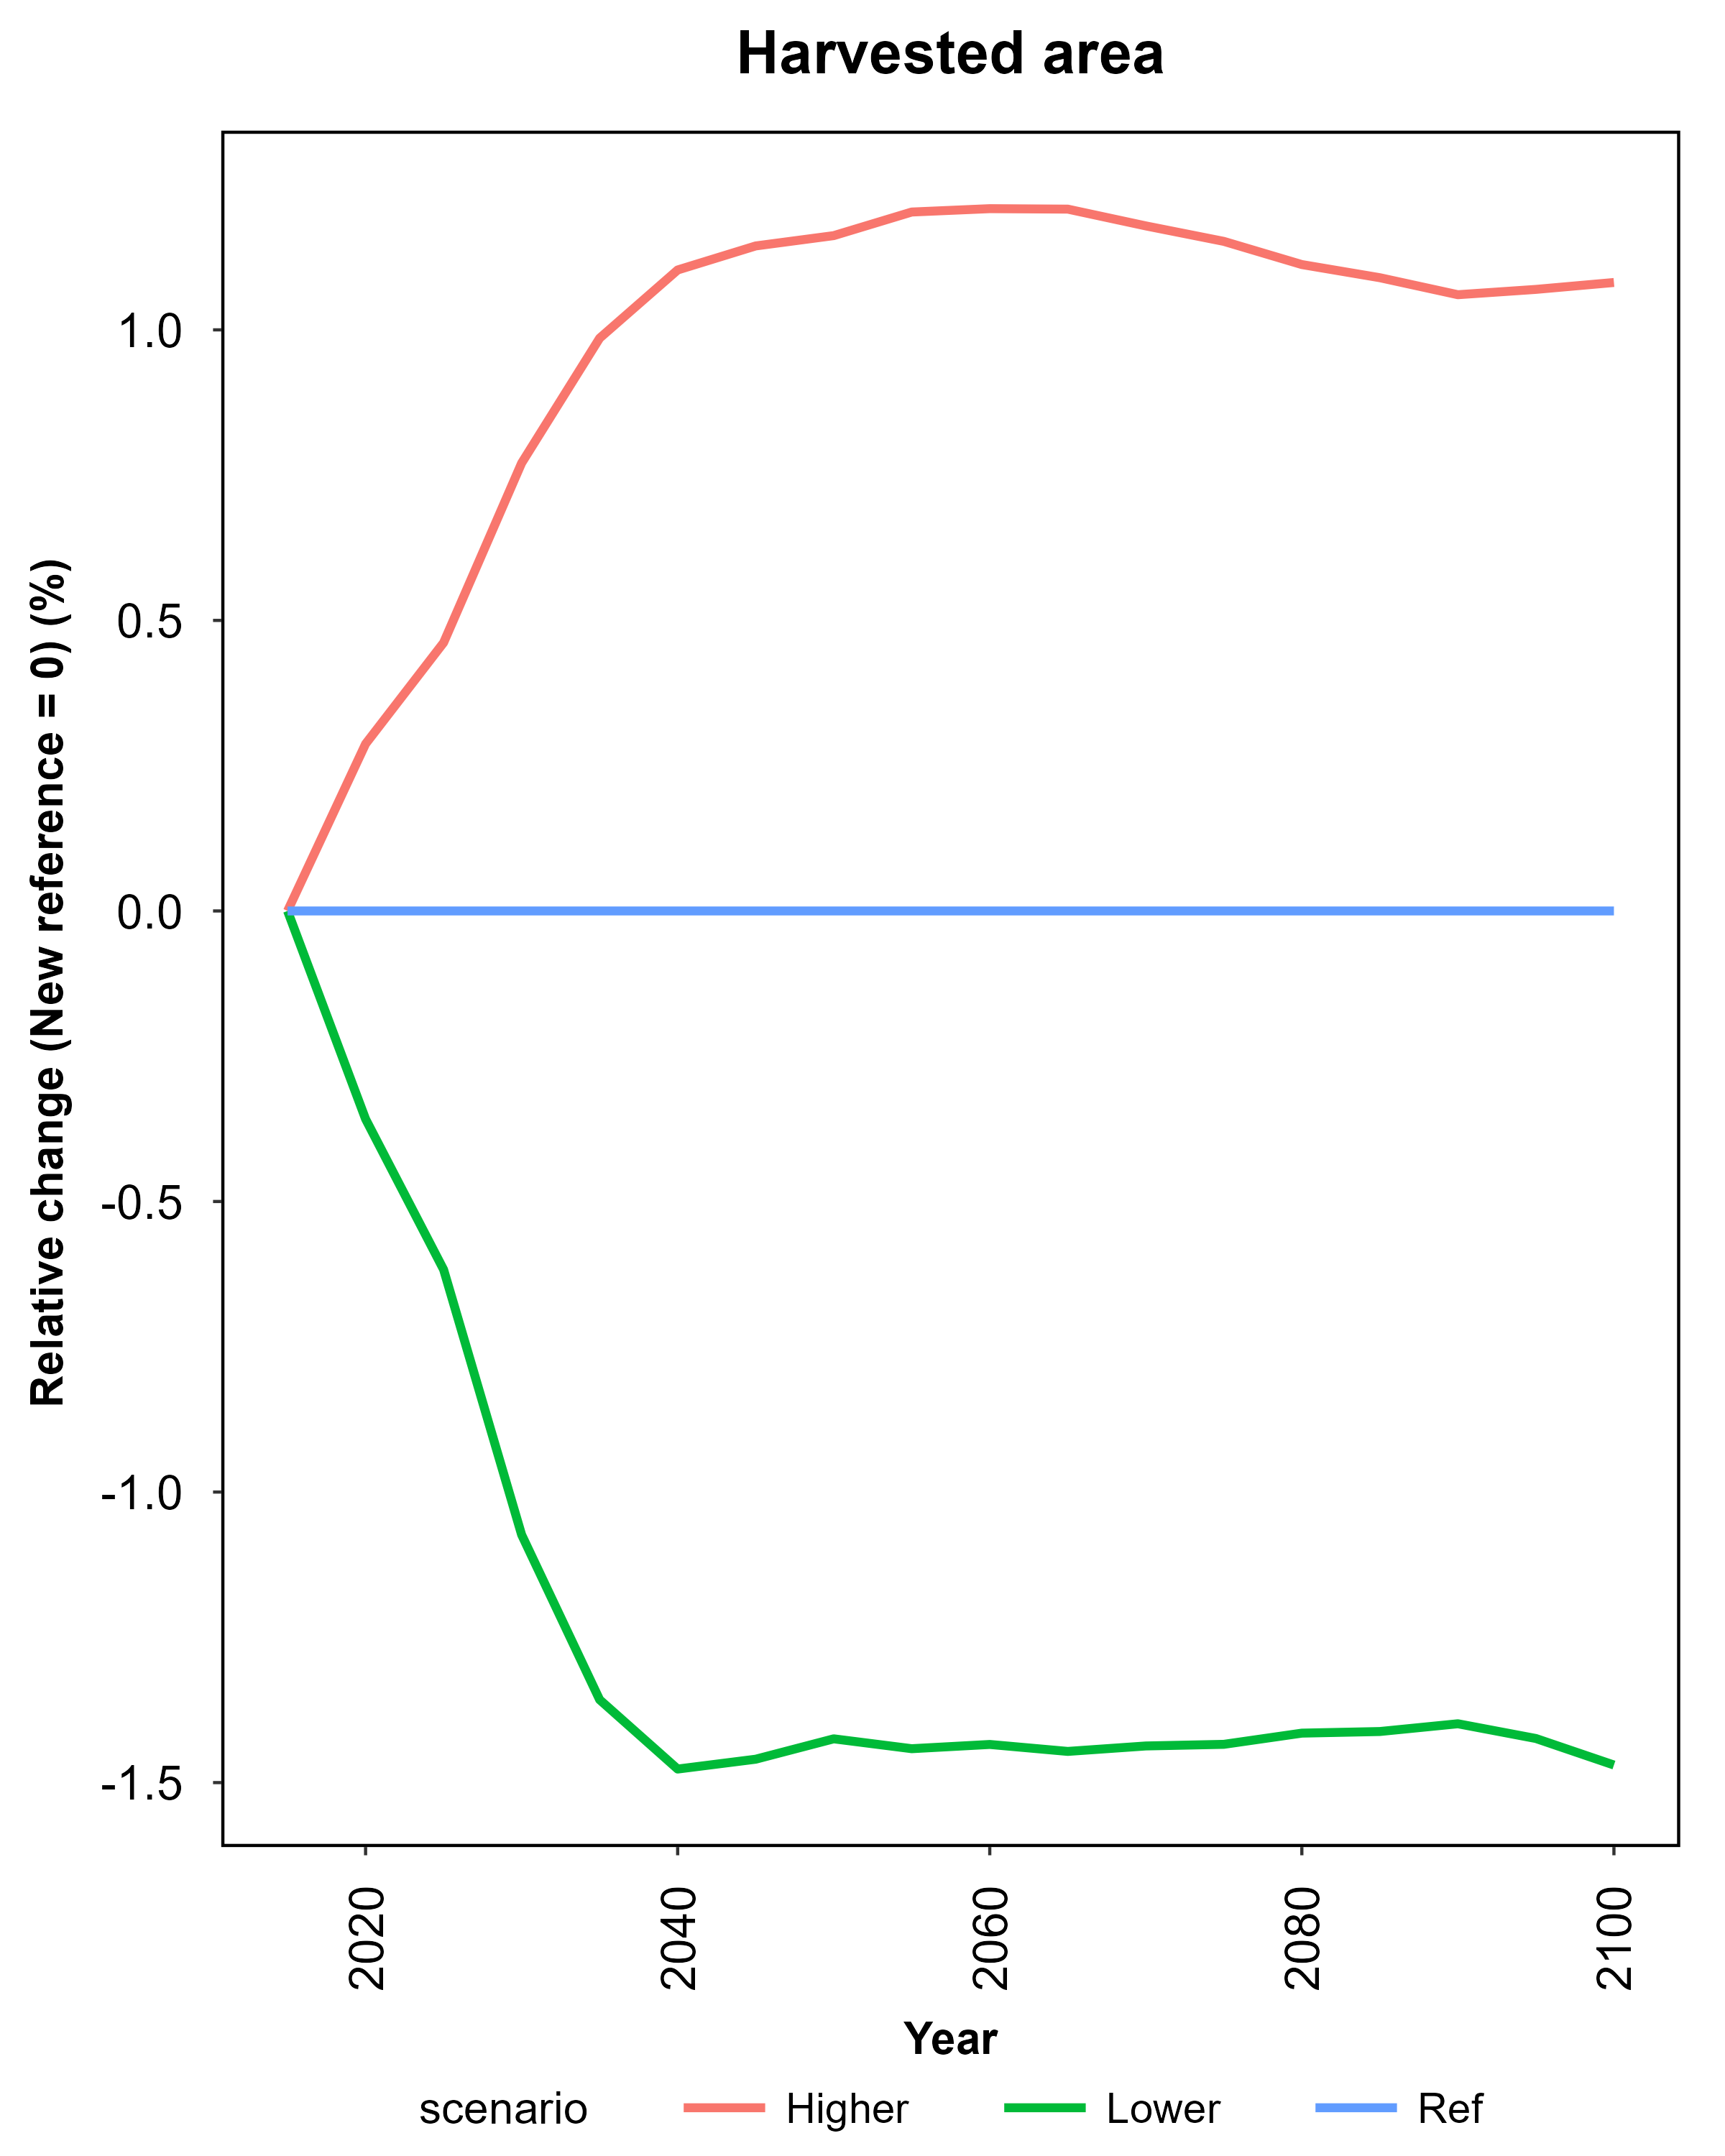 Harvested area
Relative change (New reference = 0) (%)
1.0
0.5
0.0
-0.5
-1.0
-1.5
2020
2040
2060
2080
2100
Year
scenario Higher Lower Ref